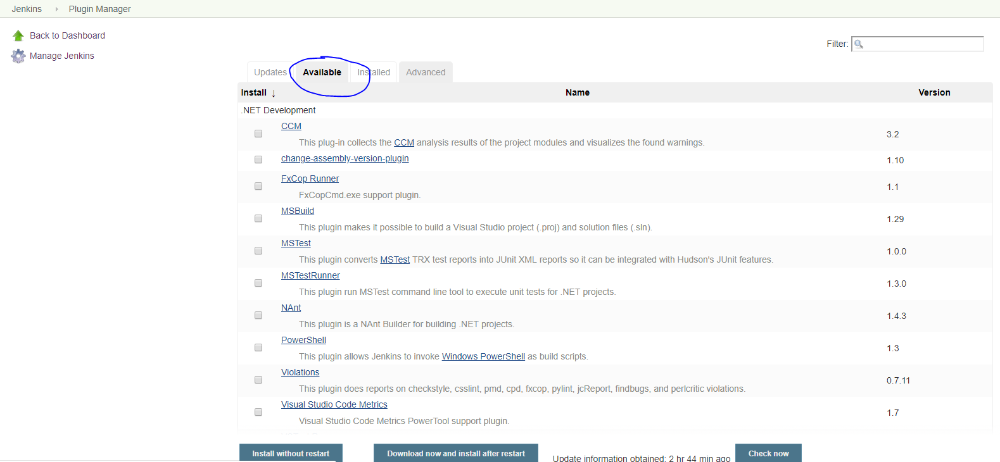 Jenkins Plugin Manager
Back to Dashboard
Manage Jenkins
Filter:
Updates Available Installed Advanced
Install ↓ Name Version
.NET Development
CCM
This plug-in collects the CCM analysis results of the project modules and visualizes the found warnings.
3.2
change-assembly-version-plugin
1.10
FxCop Runner
FxCopCmd.exe support plugin.
1.1
MSBuild
This plugin makes it possible to build a Visual Studio project (.proj) and solution files (.sln).
1.29
MSTest
This plugin converts MSTest TRX test reports into JUnit XML reports so it can be integrated with Hudson's JUnit features.
1.0.0
MSTestRunner
This plugin run MSTest command line tool to execute unit tests for .NET projects.
1.3.0
NAnt
This plugin is a NAnt Builder for building .NET projects.
1.4.3
PowerShell
This plugin allows Jenkins to invoke Windows PowerShell as build scripts.
1.3
Violations
This plugin does reports on checkstyle, csslint, pmd, cpd, fxcop, pylint, jcReport, findbugs, and perlcritic violations.
0.7.11
Visual Studio Code Metrics
Visual Studio Code Metrics PowerTool support plugin.
1.7
Install without restart Download now and install after restart Update information obtained: 2 hr 44 min ago Check now